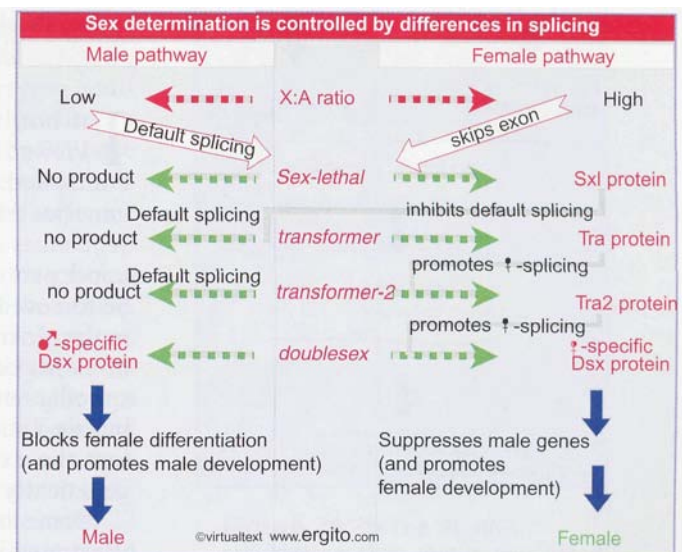 Sex determination is controlled by differences in splicing
Male pathway Female pathway
Low X:A ratio High
Default splicing skips exon
No product Sex-lethal Sxl protein
Default splicing inhibits default splicing
no product transformer Tra protein
Default splicing promotes ♀-splicing
no product transformer-2 Tra2 protein
promotes ♀-splicing
♂-specific doublesex ♀-specific
Dsx protein Dsx protein
Blocks female differentiation Suppresses male genes
(and promotes male development) (and promotes
female development)
Male ©virtualtext www.ergito.com Female